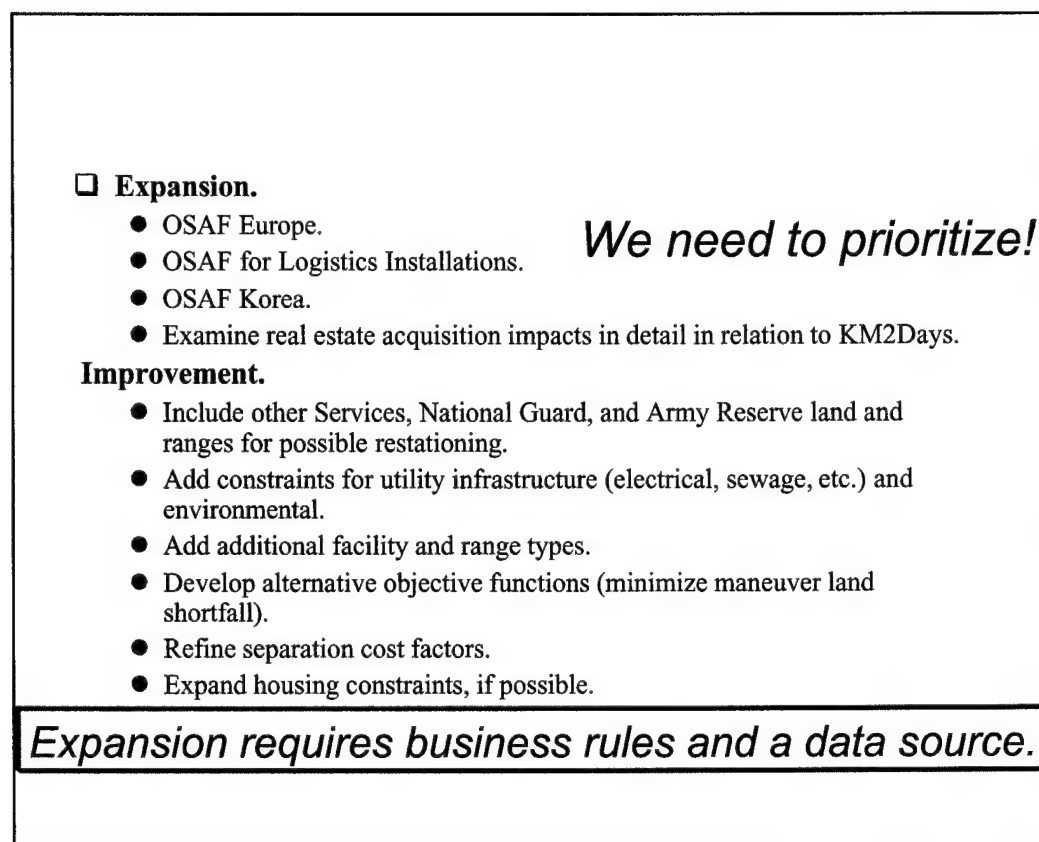 ❑ Expansion.
● OSAF Europe.
We need to prioritize!
● OSAF for Logistics Installations.
● OSAF Korea.
● Examine real estate acquisition impacts in detail in relation to KM2Days.
Improvement.
● Include other Services, National Guard, and Army Reserve land and
ranges for possible restationing.
● Add constraints for utility infrastructure (electrical, sewage, etc.) and
environmental.
● Add additional facility and range types.
● Develop alternative objective functions (minimize maneuver land
shortfall).
● Refine separation cost factors.
● Expand housing constraints, if possible.
Expansion requires business rules and a data source.